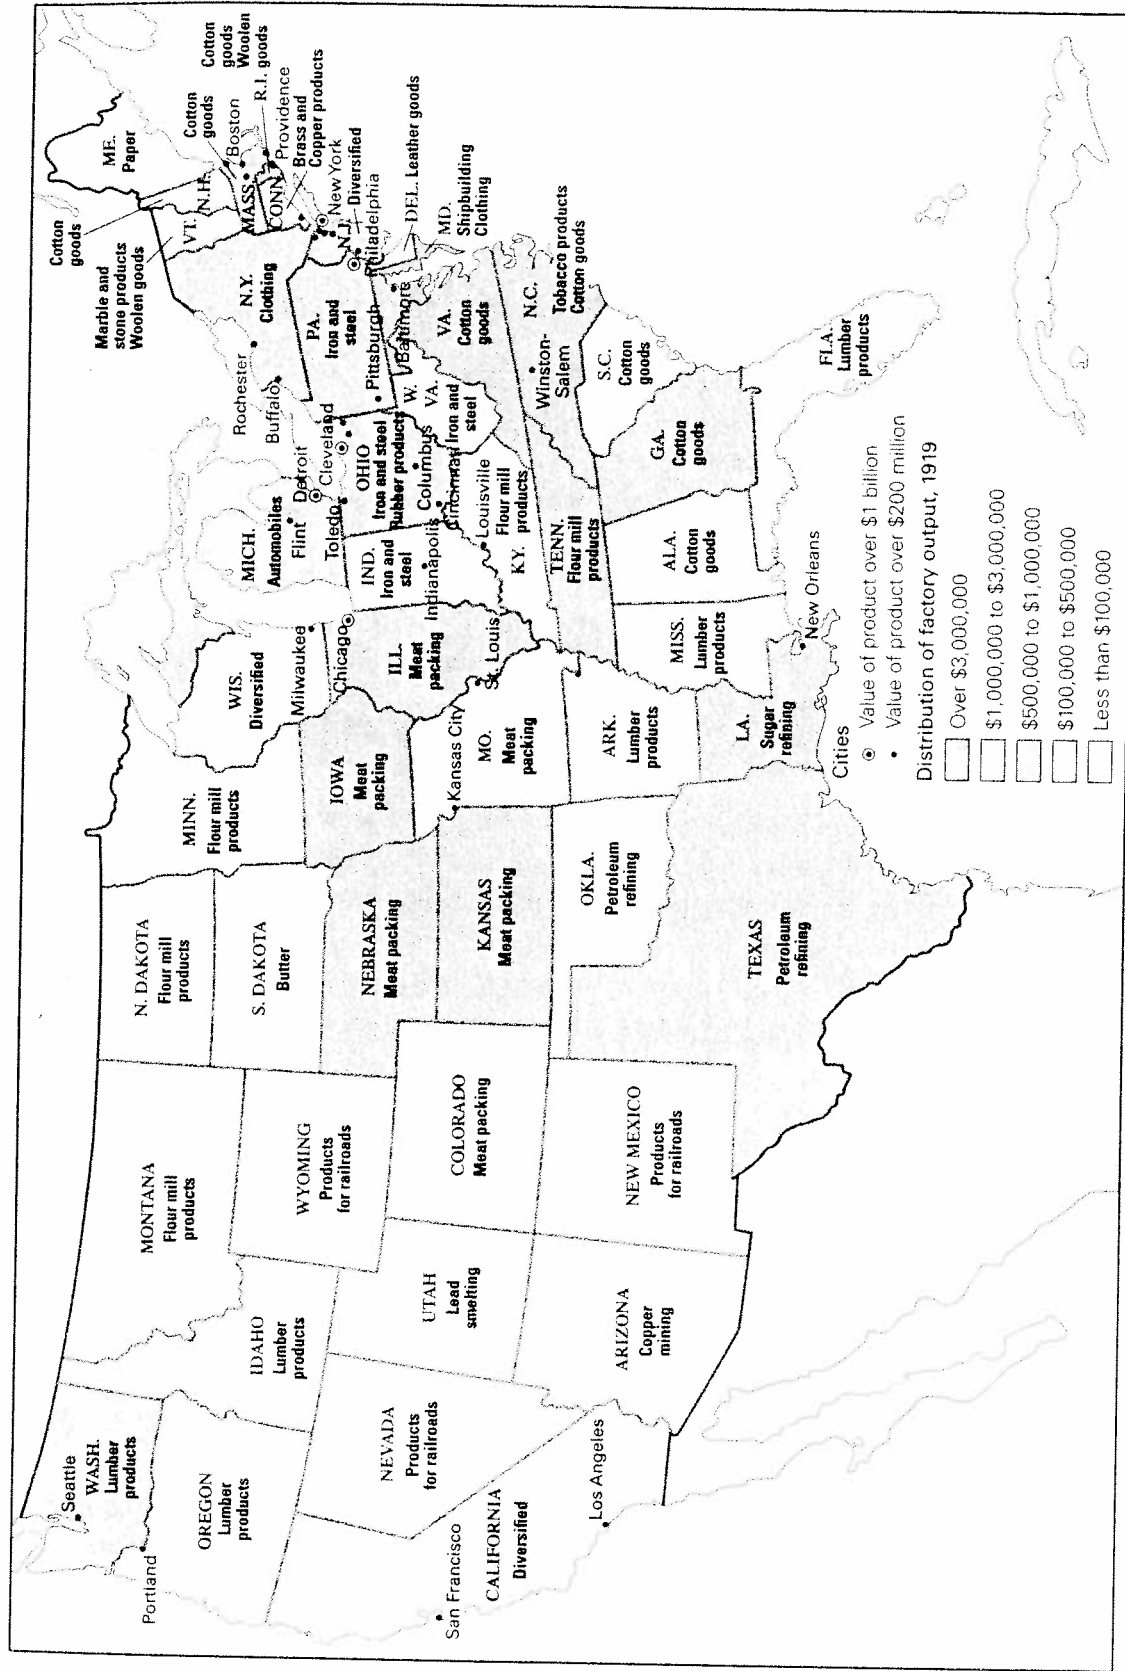 Seattle
WASH.
Lumber
products
Portland
OREGON
Lumber
products
San Francisco
CALIFORNIA
Diversified
Los Angeles
NEVADA
Products
for railroads
IDAHO
Lumber
products
MONTANA
Flour mill
products
WYOMING
Products
for railroads
UTAH
Lead
smelting
COLORADO
Meat packing
ARIZONA
Copper
mining
NEW MEXICO
Products
for railroads
N. DAKOTA
Flour mill
products
S. DAKOTA
Butter
NEBRASKA
Meat packing
KANSAS
Meat packing
OKLA.
Petroleum
refining
TEXAS
Petroleum
refining
MINN.
Flour mill
products
IOWA
Meat
packing
Kansas City
MO.
Meat
packing
St. Louis
ARK.
Lumber
products
LA.
Sugar
refining
New Orleans
WIS.
Diversified
Milwaukee
Chicago
ILL.
Meat
packing
MICH.
Automobiles
Flint
Detroit
IND.
Iron and
steel
Indianapolis
Toledo
Cleveland
OHIO
Iron and steel
Rubber products
Columbus
Cincinnati
Louisville
Flour mill
products
KY.
TENN.
Flour mill
products
MISS.
Lumber
products
ALA.
Cotton
goods
GA.
Cotton
goods
FLA.
Lumber
products
S.C.
Cotton
goods
Winston-
Salem
N.C.
Tobacco products
Cotton goods
VA.
Cotton
goods
W.
VA.
Iron and
steel
Pittsburgh
PA.
Iron and
steel
Baltimore
MD.
Shipbuilding
Clothing
DEL. Leather goods
Philadelphia
N.J.
Diversified
New York
Rochester
Buffalo
N.Y.
Clothing
Marble and
stone products
Woolen goods
VT.
Cotton
goods
N.H.
ME.
Paper
Cotton
goods
Boston
MASS.
Cotton
goods
Woolen
goods
R.I.
Providence
CONN.
Brass and
Copper products
Cities
Value of product over $1 billion
Value of product over $200 million
Distribution of factory output, 1919
Over $3,000,000
$1,000,000 to $3,000,000
$500,000 to $1,000,000
$100,000 to $500,000
Less than $100,000